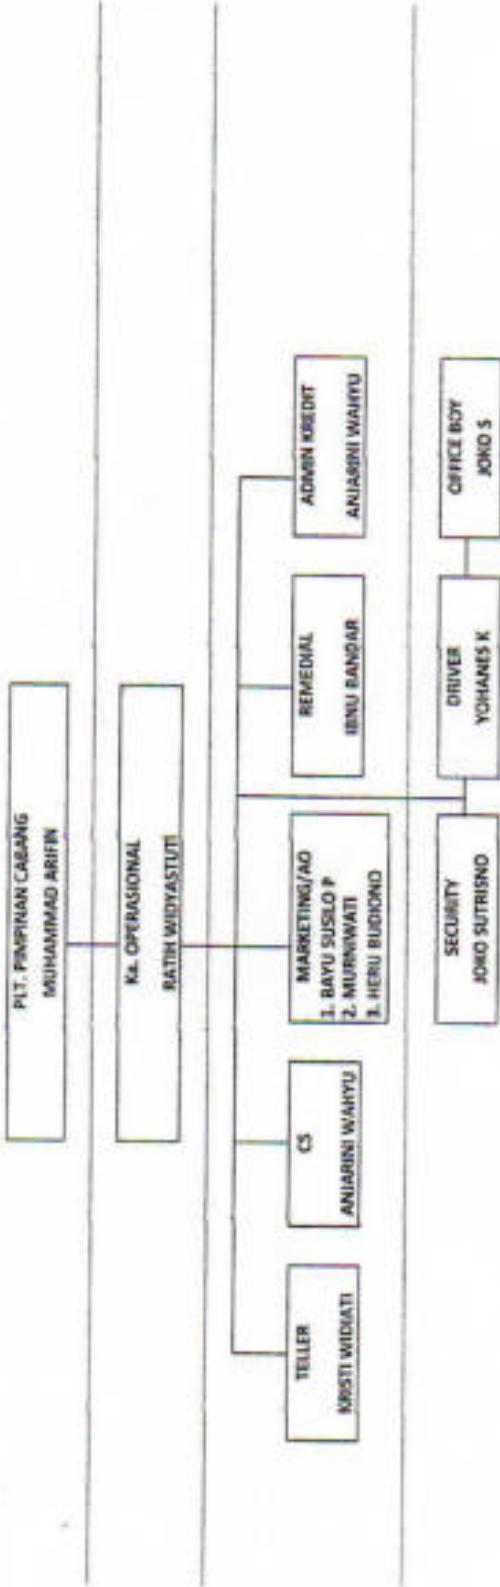 PLT. PIMPINAN CABANG
MUHAMMAD ARIFIN
Ka. OPERASIONAL
RATIH WIDYASTUTI
TELLER
KRISTI WIDIATI
CS
ANJARINI WAHYU
MARKETING/AO
1. BAYU SUSILO P
2. MURNIWATI
3. HERU BUDIONO
REMEDIAL
IBNU BANDAR
ADMIN KREDIT
ANJARINI WAHYU
SECURITY
JOKO SUTRISNO
DRIVER
YOHANES K
OFFICE BOY
JOKO S